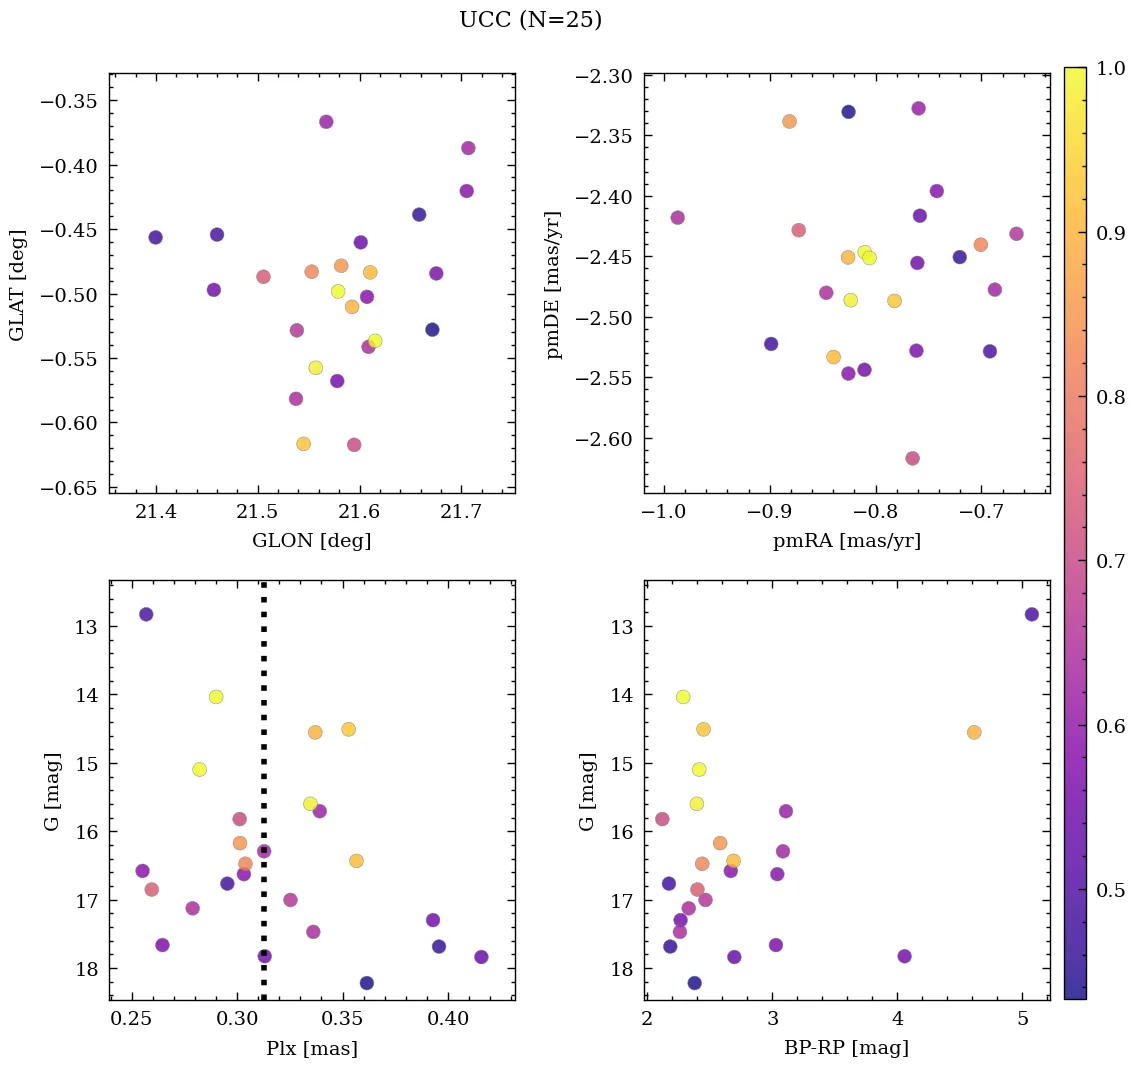 UCC (N=25)
−0.35
−0.40
−0.45
−0.50
−0.55
−0.60
−0.65
GLAT [deg]
21.4 21.5 21.6 21.7
GLON [deg]
−2.30
−2.35
−2.40
−2.45
−2.50
−2.55
−2.60
pmDE [mas/yr]
−1.0 −0.9 −0.8 −0.7
pmRA [mas/yr]
13
14
15
16
17
18
G [mag]
0.25 0.30 0.35 0.40
Plx [mas]
13
14
15
16
17
18
G [mag]
2 3 4 5
BP-RP [mag]
1.0
0.9
0.8
0.7
0.6
0.5